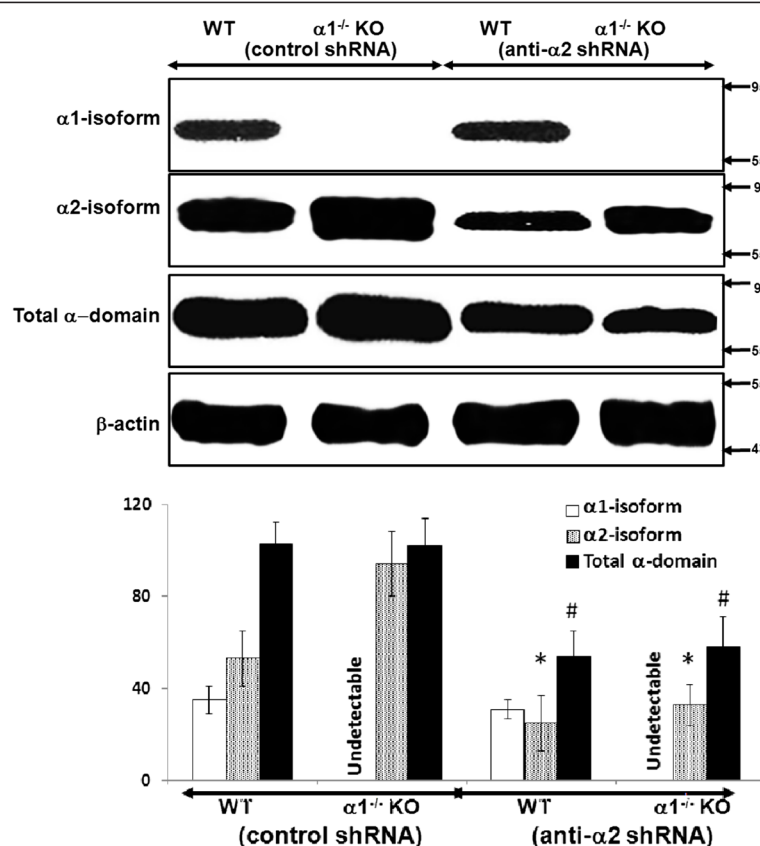 WT α1-/- KO WT α1-/- KO
(control shRNA) (anti-α2 shRNA)
α1-isoform
α2-isoform
Total α-domain
β-actin
120
80
40
0
α1-isoform
α2-isoform
Total α-domain
#
#
*
*
Undetectable
Undetectable
WT α1-/- KO WT α1-/- KO
(control shRNA) (anti-α2 shRNA)